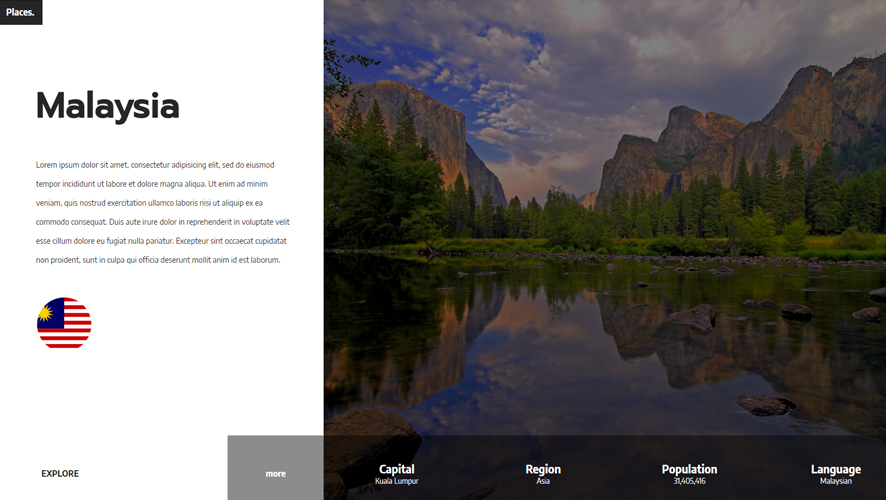 Places.
Malaysia
Lorem ipsum dolor sit amet, consectetur adipisicing elit, sed do eiusmod
tempor incididunt ut labore et dolore magna aliqua. Ut enim ad minim
veniam, quis nostrud exercitation ullamco laboris nisi ut aliquip ex ea
commodo consequat. Duis aute irure dolor in reprehenderit in voluptate velit
esse cillum dolore eu fugiat nulla pariatur. Excepteur sint occaecat cupidatat
non proident, sunt in culpa qui officia deserunt mollit anim id est laborum.
EXPLORE
more
Capital
Kuala Lumpur
Region
Asia
Population
31,405,416
Language
Malaysian